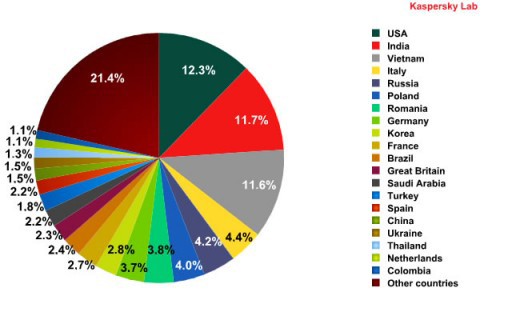 Kaspersky Lab
USA
India
Vietnam
Italy
Russia
Poland
Romania
Germany
Korea
France
Brazil
Great Britain
Saudi Arabia
Turkey
Spain
China
Ukraine
Thailand
Netherlands
Colombia
Other countries
12.3%
11.7%
11.6%
4.4%
4.2%
4.0%
3.8%
3.7%
2.8%
2.7%
2.4%
2.3%
2.2%
1.8%
2.2%
1.5%
1.5%
1.3%
1.1%
1.1%
21.4%